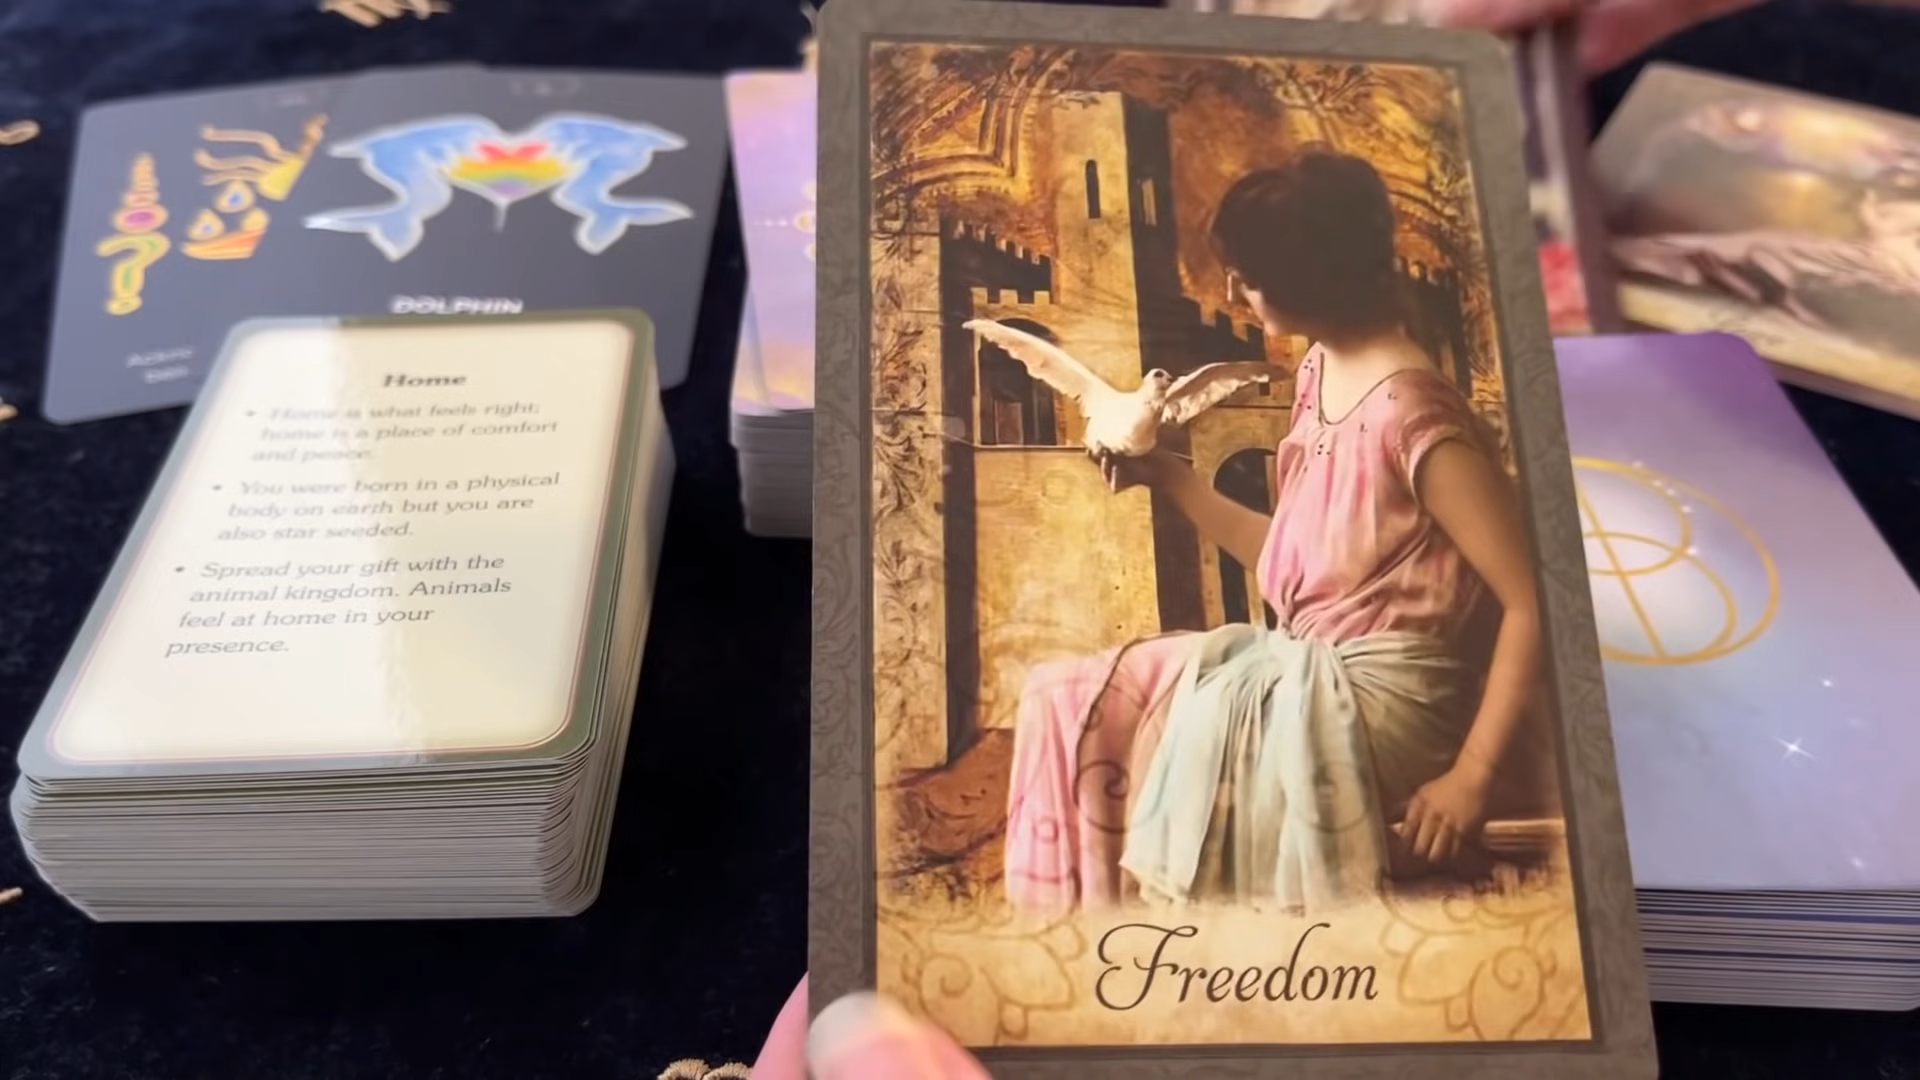 DOLPHIN
Home
• Home is what feels right;
home is a place of comfort
and peace.
• You were born in a physical
body on earth but you are
also star seeded.
• Spread your gift with the
animal kingdom. Animals
feel at home in your
presence.
Freedom